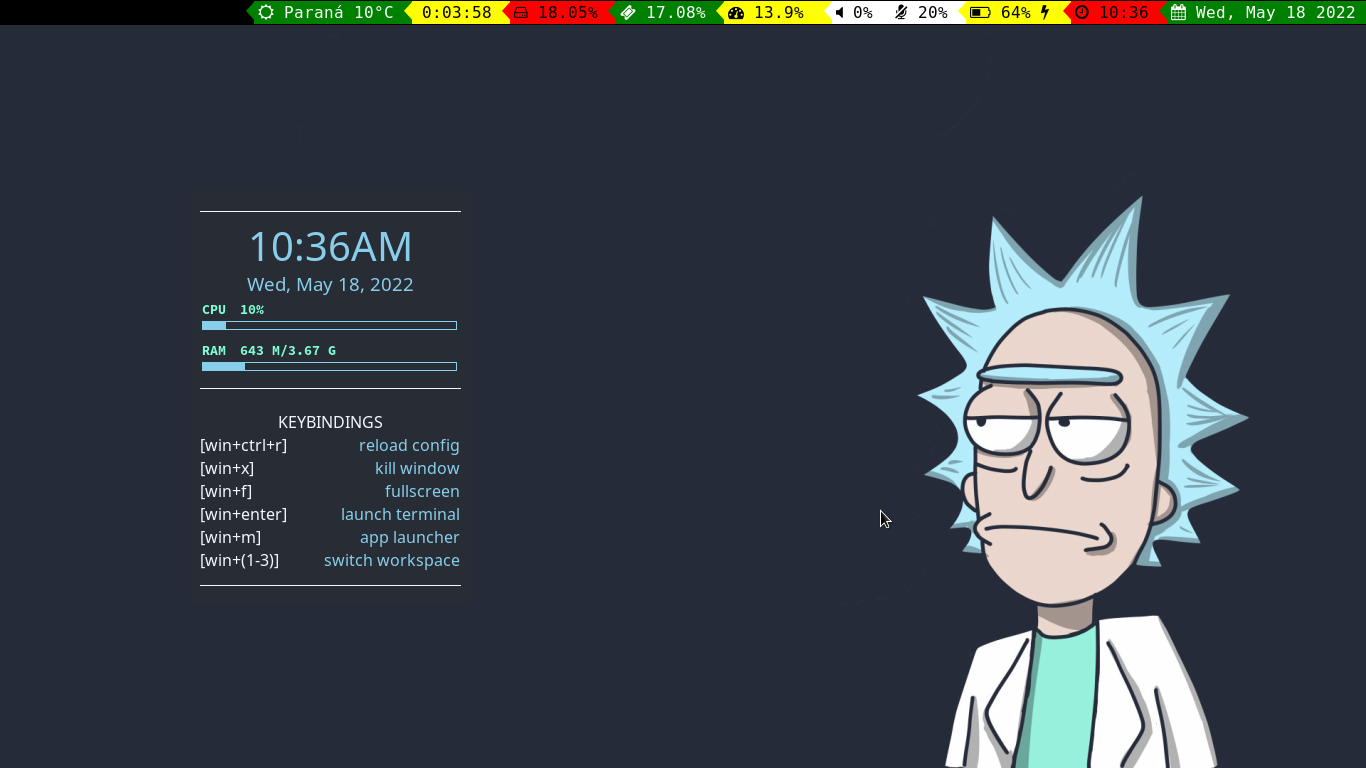 Paraná 10°C 0:03:58 18.05% 17.08% 13.9% 0% 20% 64% 10:36 Wed, May 18 2022
10:36AM
Wed, May 18, 2022
CPU 10%
RAM 643 M/3.67 G
KEYBINDINGS
[win+ctrl+r] reload config
[win+x] kill window
[win+f] fullscreen
[win+enter] launch terminal
[win+m] app launcher
[win+(1-3)] switch workspace